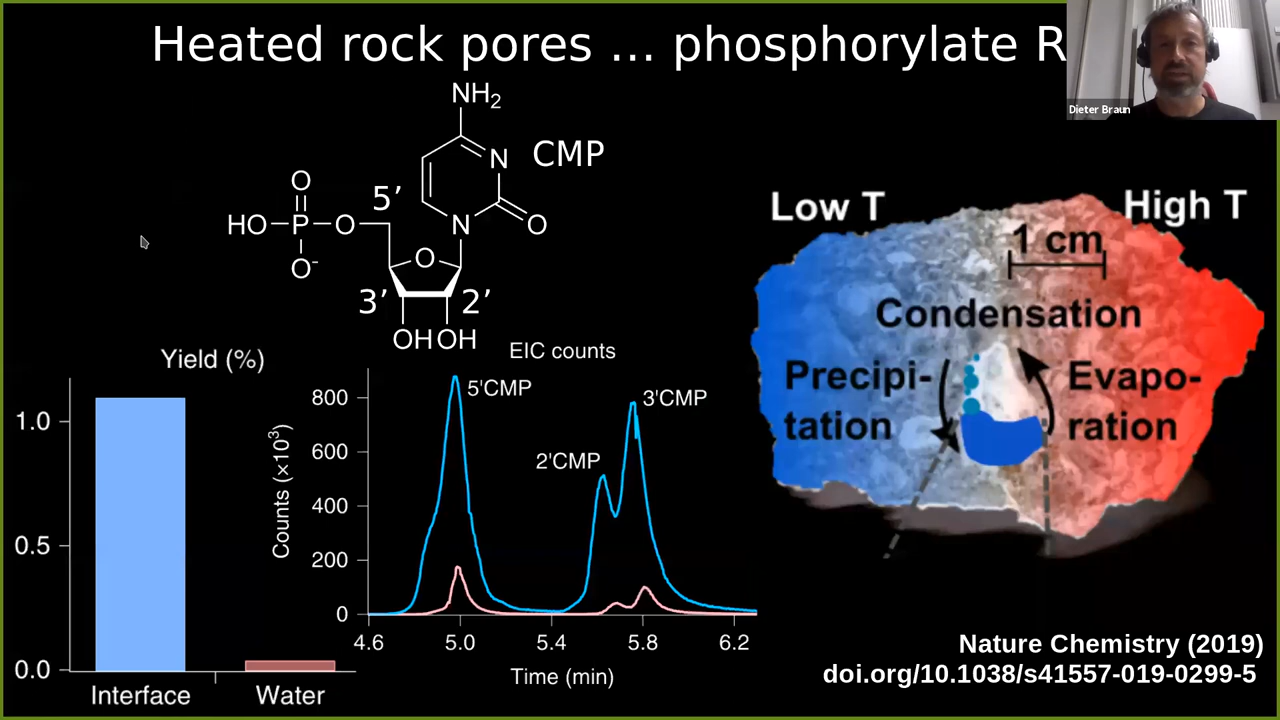 Heated rock pores ... phosphorylate R
Dieter Braun
NH2
N
CMP
5’
O
HO
P
O
O-
N
O
O
3’
2’
OH
OH
Low T
High T
1 cm
Condensation
Precipi-
tation
Evapo-
ration
Yield (%)
1.0
0.5
0.0
Interface
Water
EIC counts
Counts (×10³)
800
600
400
200
0
5'CMP
2'CMP
3'CMP
4.6
5.0
5.4
5.8
6.2
Time (min)
Nature Chemistry (2019)
doi.org/10.1038/s41557-019-0299-5